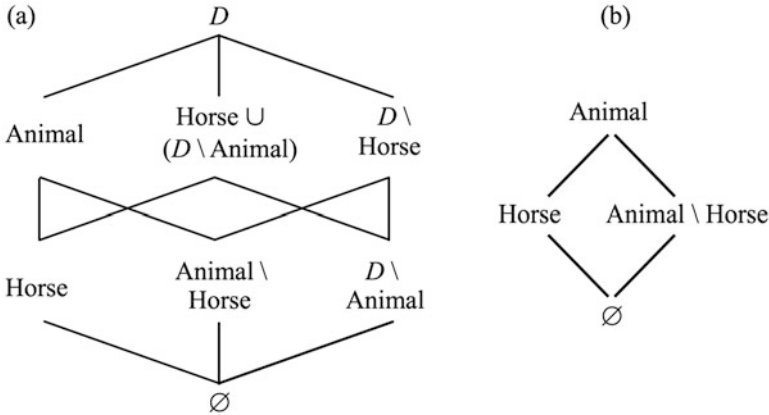 (a)
D
Animal
Horse ∪
(D \ Animal)
D \
Horse
Horse
Animal \
Horse
D \
Animal
∅
(b)
Animal
Horse
Animal \ Horse
∅